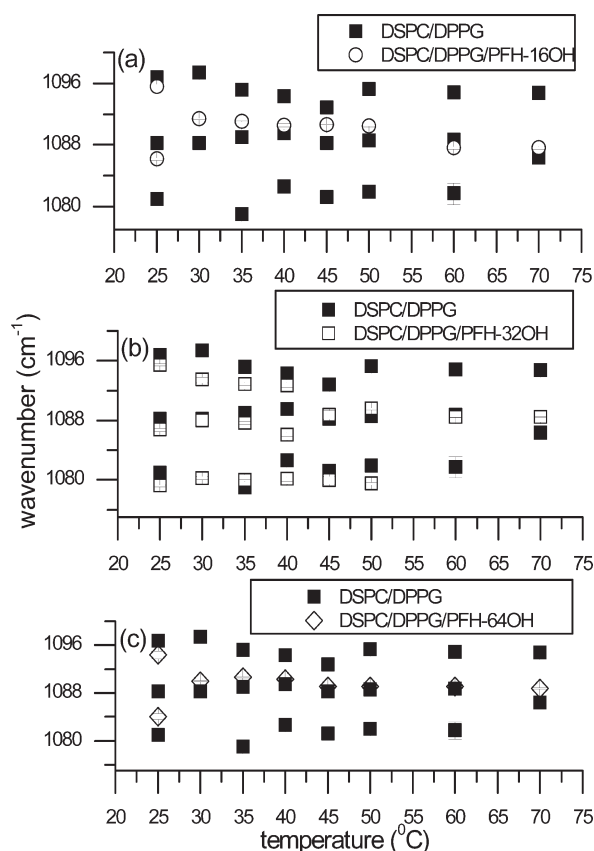 (a)
DSPC/DPPG
DSPC/DPPG/PFH-16OH
1096
1088
1080
20 25 30 35 40 45 50 55 60 65 70 75
(b)
DSPC/DPPG
DSPC/DPPG/PFH-32OH
1096
1088
1080
20 25 30 35 40 45 50 55 60 65 70 75
(c)
DSPC/DPPG
DSPC/DPPG/PFH-64OH
1096
1088
1080
20 25 30 35 40 45 50 55 60 65 70 75
wavenumber (cm⁻¹)
temperature (⁰C)